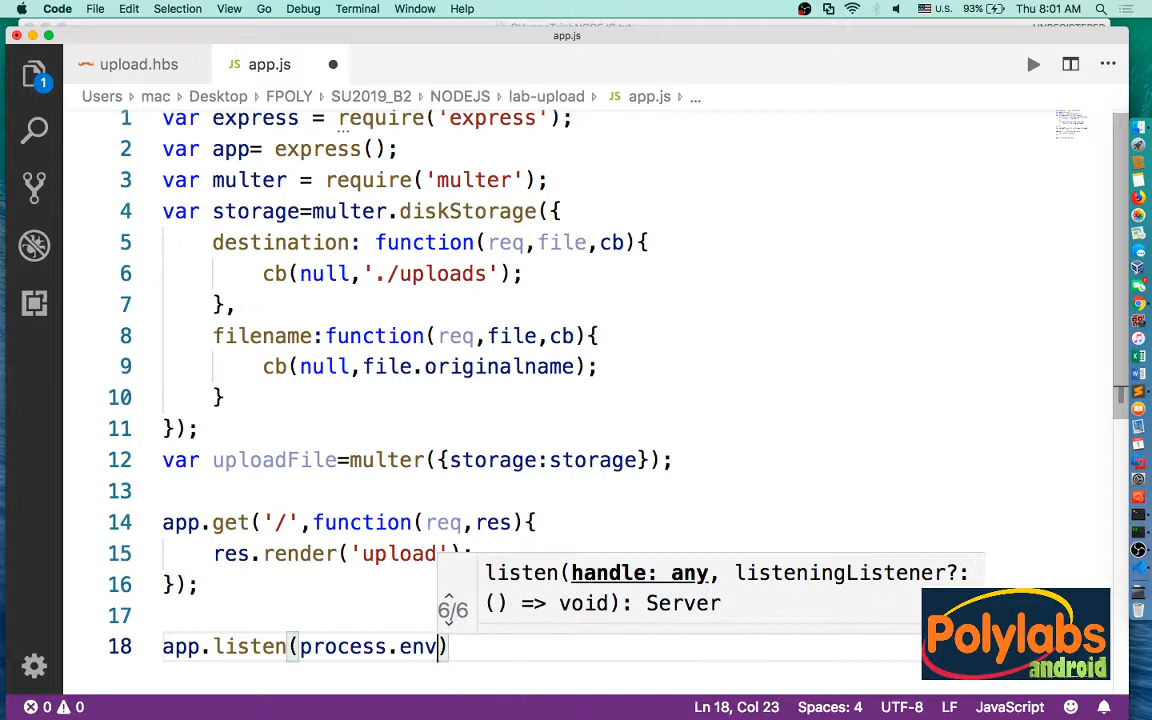 Code File Edit Selection View Go Debug Terminal Window Help U.S. 93% Thu 8:01 AM
app.js
upload.hbs JS app.js
1
Users › mac › Desktop › FPOLY › SU2019_B2 › NODEJS › lab-upload › JS app.js › ...
1 var express = require('express');
2 var app= express();
3 var multer = require('multer');
4 var storage=multer.diskStorage({
5 destination: function(req,file,cb){
6 cb(null,'./uploads');
7 },
8 filename:function(req,file,cb){
9 cb(null,file.originalname);
10 }
11 });
12 var uploadFile=multer({storage:storage});
13
14 app.get('/',function(req,res){
15 res.render('upload');
16 });
17
18 app.listen(process.env)
listen(handle: any, listeningListener?:
6/6 () => void): Server
Polylabs
android
0 0 Ln 18, Col 23 Spaces: 4 UTF-8 LF JavaScript